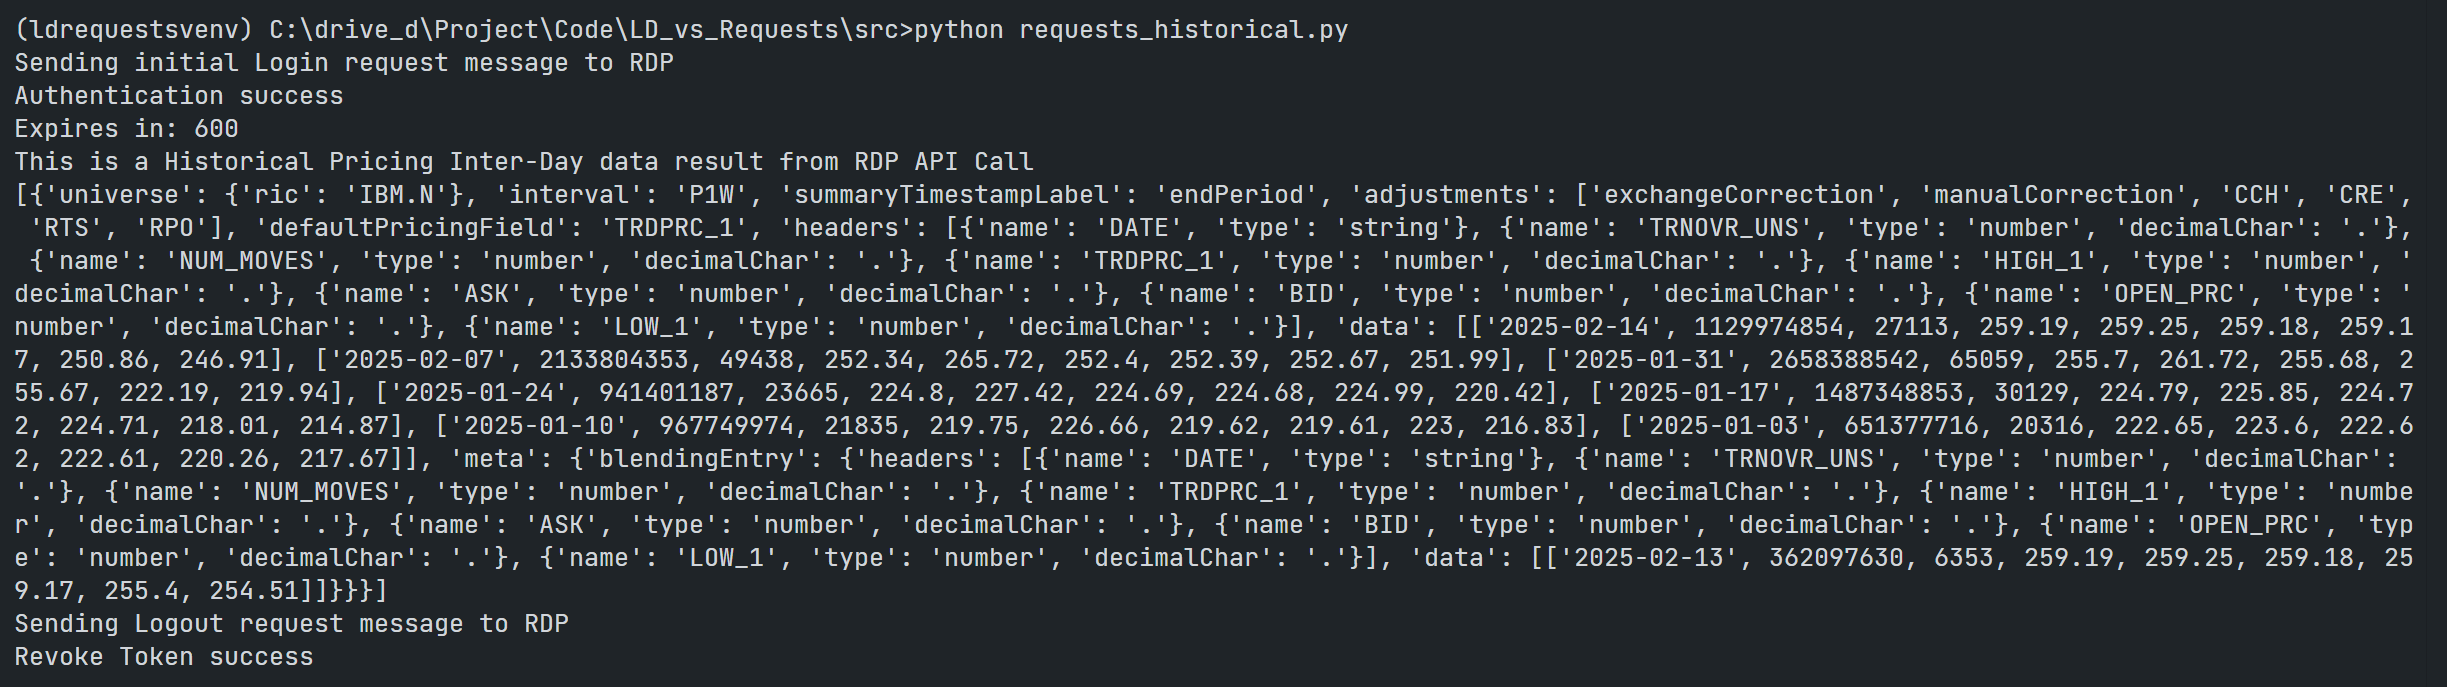 (ldrequestsvenv) C:\drive_d\Project\Code\LD_vs_Requests\src>python requests_historical.py
Sending initial Login request message to RDP
Authentication success
Expires in: 600
This is a Historical Pricing Inter-Day data result from RDP API Call
[{'universe': {'ric': 'IBM.N'}, 'interval': 'P1W', 'summaryTimestampLabel': 'endPeriod', 'adjustments': ['exchangeCorrection', 'manualCorrection', 'CCH', 'CRE',
 'RTS', 'RPO'], 'defaultPricingField': 'TRDPRC_1', 'headers': [{'name': 'DATE', 'type': 'string'}, {'name': 'TRNOVR_UNS', 'type': 'number', 'decimalChar': '.'},
 {'name': 'NUM_MOVES', 'type': 'number', 'decimalChar': '.'}, {'name': 'TRDPRC_1', 'type': 'number', 'decimalChar': '.'}, {'name': 'HIGH_1', 'type': 'number', '
decimalChar': '.'}, {'name': 'ASK', 'type': 'number', 'decimalChar': '.'}, {'name': 'BID', 'type': 'number', 'decimalChar': '.'}, {'name': 'OPEN_PRC', 'type': '
number', 'decimalChar': '.'}, {'name': 'LOW_1', 'type': 'number', 'decimalChar': '.'}], 'data': [['2025-02-14', 1129974854, 27113, 259.19, 259.25, 259.18, 259.1
7, 250.86, 246.91], ['2025-02-07', 2133804353, 49438, 252.34, 265.72, 252.4, 252.39, 252.67, 251.99], ['2025-01-31', 2658388542, 65059, 255.7, 261.72, 255.68, 2
55.67, 222.19, 219.94], ['2025-01-24', 941401187, 23665, 224.8, 227.42, 224.69, 224.68, 224.99, 220.42], ['2025-01-17', 1487348853, 30129, 224.79, 225.85, 224.7
2, 224.71, 218.01, 214.87], ['2025-01-10', 967749974, 21835, 219.75, 226.66, 219.62, 219.61, 223, 216.83], ['2025-01-03', 651377716, 20316, 222.65, 223.6, 222.6
2, 222.61, 220.26, 217.67]], 'meta': {'blendingEntry': {'headers': [{'name': 'DATE', 'type': 'string'}, {'name': 'TRNOVR_UNS', 'type': 'number', 'decimalChar':
'.'}, {'name': 'NUM_MOVES', 'type': 'number', 'decimalChar': '.'}, {'name': 'TRDPRC_1', 'type': 'number', 'decimalChar': '.'}, {'name': 'HIGH_1', 'type': 'numbe
r', 'decimalChar': '.'}, {'name': 'ASK', 'type': 'number', 'decimalChar': '.'}, {'name': 'BID', 'type': 'number', 'decimalChar': '.'}, {'name': 'OPEN_PRC', 'typ
e': 'number', 'decimalChar': '.'}, {'name': 'LOW_1', 'type': 'number', 'decimalChar': '.'}], 'data': [['2025-02-13', 362097630, 6353, 259.19, 259.25, 259.18, 25
9.17, 255.4, 254.51]]}}}]
Sending Logout request message to RDP
Revoke Token success